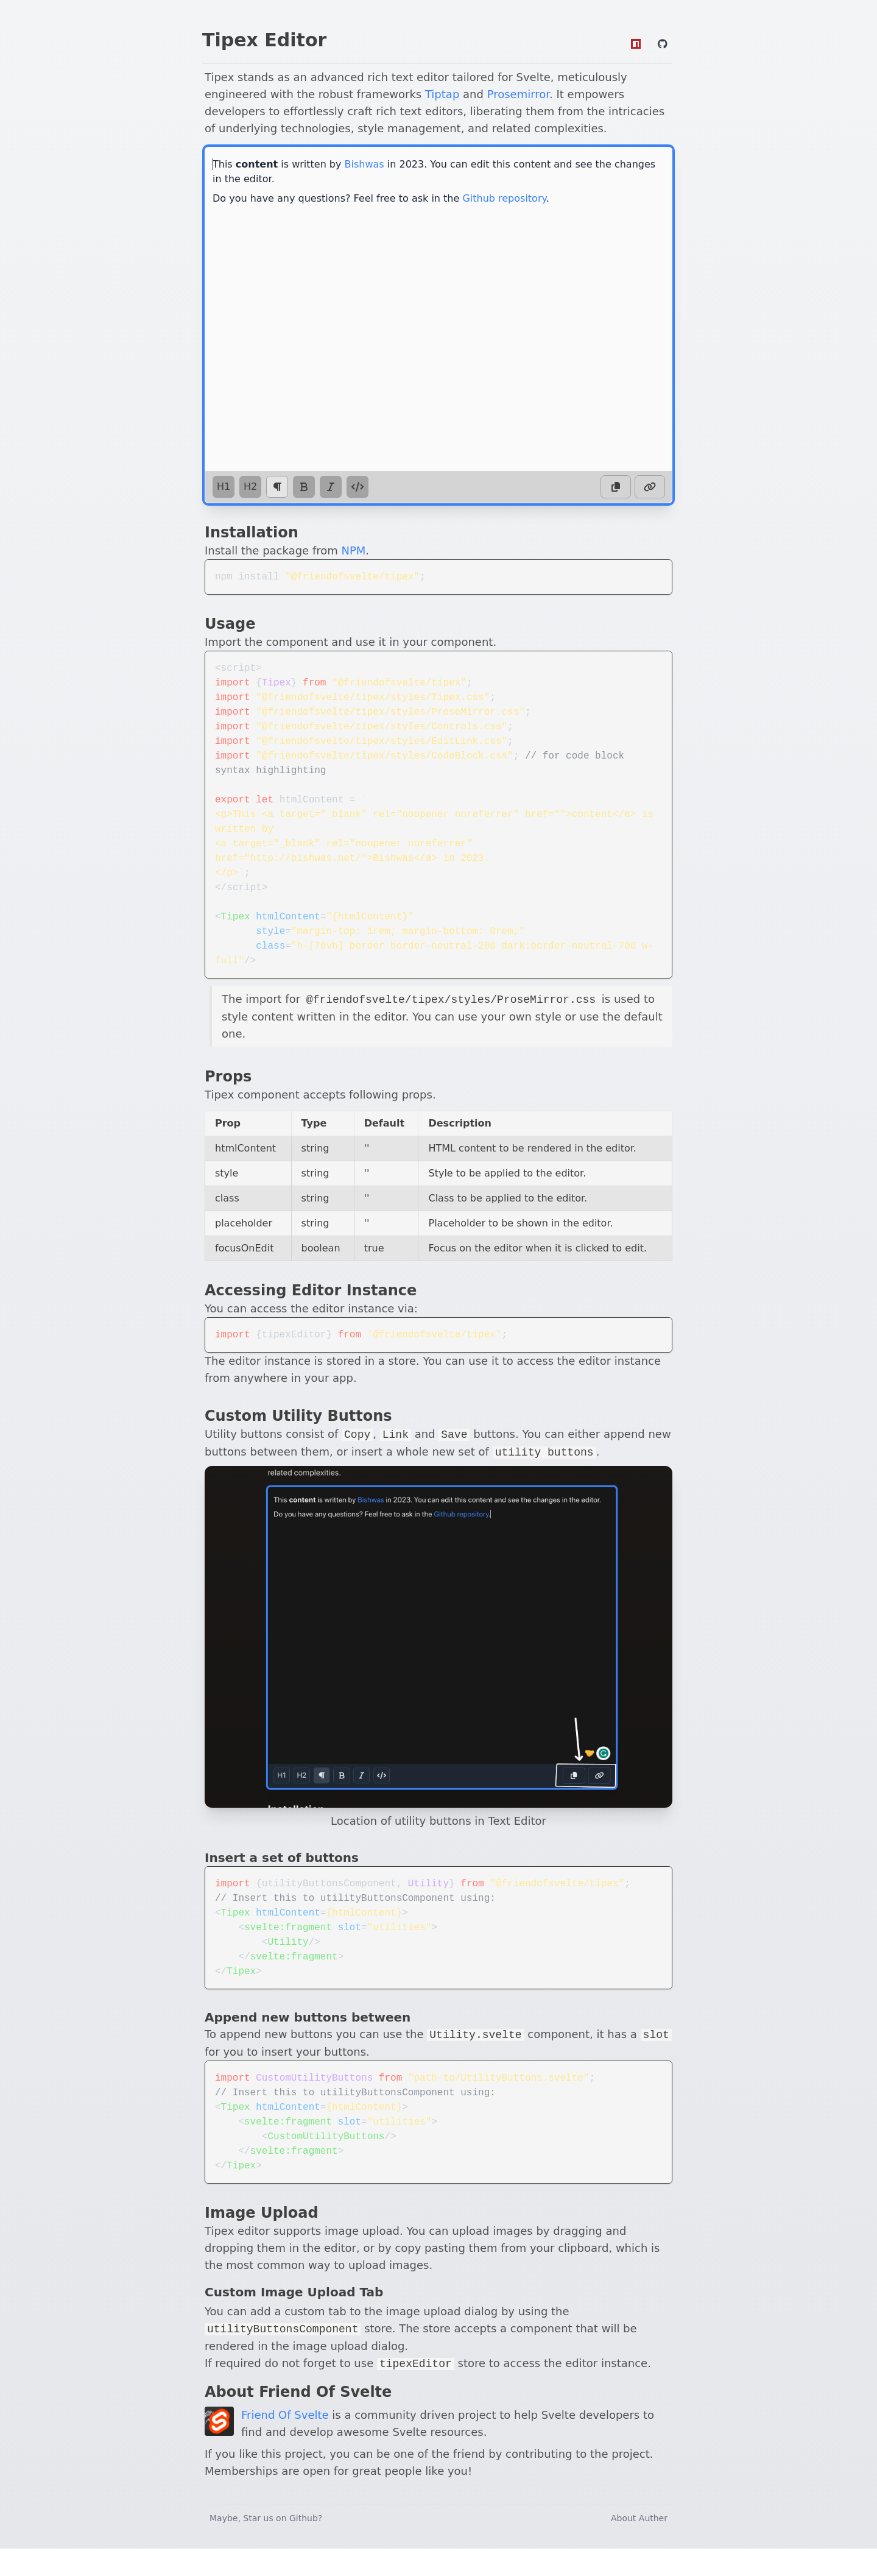 Tipex Editor
Tipex stands as an advanced rich text editor tailored for Svelte, meticulously
engineered with the robust frameworks Tiptap and Prosemirror. It empowers
developers to effortlessly craft rich text editors, liberating them from the intricacies
of underlying technologies, style management, and related complexities.
This content is written by Bishwas in 2023. You can edit this content and see the changes
in the editor.
Do you have any questions? Feel free to ask in the Github repository.
H1 H2 ¶ B I </>
Installation
Install the package from NPM.
npm install "@friendofsvelte/tipex";
Usage
Import the component and use it in your component.
<script>
import {Tipex} from "@friendofsvelte/tipex";
import "@friendofsvelte/tipex/styles/Tipex.css";
import "@friendofsvelte/tipex/styles/ProseMirror.css";
import "@friendofsvelte/tipex/styles/Controls.css";
import "@friendofsvelte/tipex/styles/EditLink.css";
import "@friendofsvelte/tipex/styles/CodeBlock.css"; // for code block
syntax highlighting
export let htmlContent = `
<p>This <a target="_blank" rel="noopener noreferrer" href="">content</a> is
written by
<a target="_blank" rel="noopener noreferrer"
href="http://bishwas.net/">Bishwas</a> in 2023.
</p>`;
</script>
<Tipex htmlContent="{htmlContent}"
style="margin-top: 1rem; margin-bottom: 0rem;"
class="h-[70vh] border border-neutral-200 dark:border-neutral-700 w-
full"/>
The import for @friendofsvelte/tipex/styles/ProseMirror.css is used to
style content written in the editor. You can use your own style or use the default
one.
Props
Tipex component accepts following props.
Prop Type Default Description
htmlContent string '' HTML content to be rendered in the editor.
style string '' Style to be applied to the editor.
class string '' Class to be applied to the editor.
placeholder string '' Placeholder to be shown in the editor.
focusOnEdit boolean true Focus on the editor when it is clicked to edit.
Accessing Editor Instance
You can access the editor instance via:
import {tipexEditor} from '@friendofsvelte/tipex';
The editor instance is stored in a store. You can use it to access the editor instance
from anywhere in your app.
Custom Utility Buttons
Utility buttons consist of Copy, Link and Save buttons. You can either append new
buttons between them, or insert a whole new set of utility buttons.
related complexities.
This content is written by Bishwas in 2023. You can edit this content and see the changes in the editor.
Do you have any questions? Feel free to ask in the Github repository.
H1 H2 ¶ B I </>
Location of utility buttons in Text Editor
Insert a set of buttons
import {utilityButtonsComponent, Utility} from "@friendofsvelte/tipex";
// Insert this to utilityButtonsComponent using:
<Tipex htmlContent={htmlContent}>
<svelte:fragment slot="utilities">
<Utility/>
</svelte:fragment>
</Tipex>
Append new buttons between
To append new buttons you can use the Utility.svelte component, it has a slot
for you to insert your buttons.
import CustomUtilityButtons from "path-to/UtilityButtons.svelte";
// Insert this to utilityButtonsComponent using:
<Tipex htmlContent={htmlContent}>
<svelte:fragment slot="utilities">
<CustomUtilityButtons/>
</svelte:fragment>
</Tipex>
Image Upload
Tipex editor supports image upload. You can upload images by dragging and
dropping them in the editor, or by copy pasting them from your clipboard, which is
the most common way to upload images.
Custom Image Upload Tab
You can add a custom tab to the image upload dialog by using the
utilityButtonsComponent store. The store accepts a component that will be
rendered in the image upload dialog.
If required do not forget to use tipexEditor store to access the editor instance.
About Friend Of Svelte
Friend Of Svelte is a community driven project to help Svelte developers to
find and develop awesome Svelte resources.
If you like this project, you can be one of the friend by contributing to the project.
Memberships are open for great people like you!
Maybe, Star us on Github? About Auther